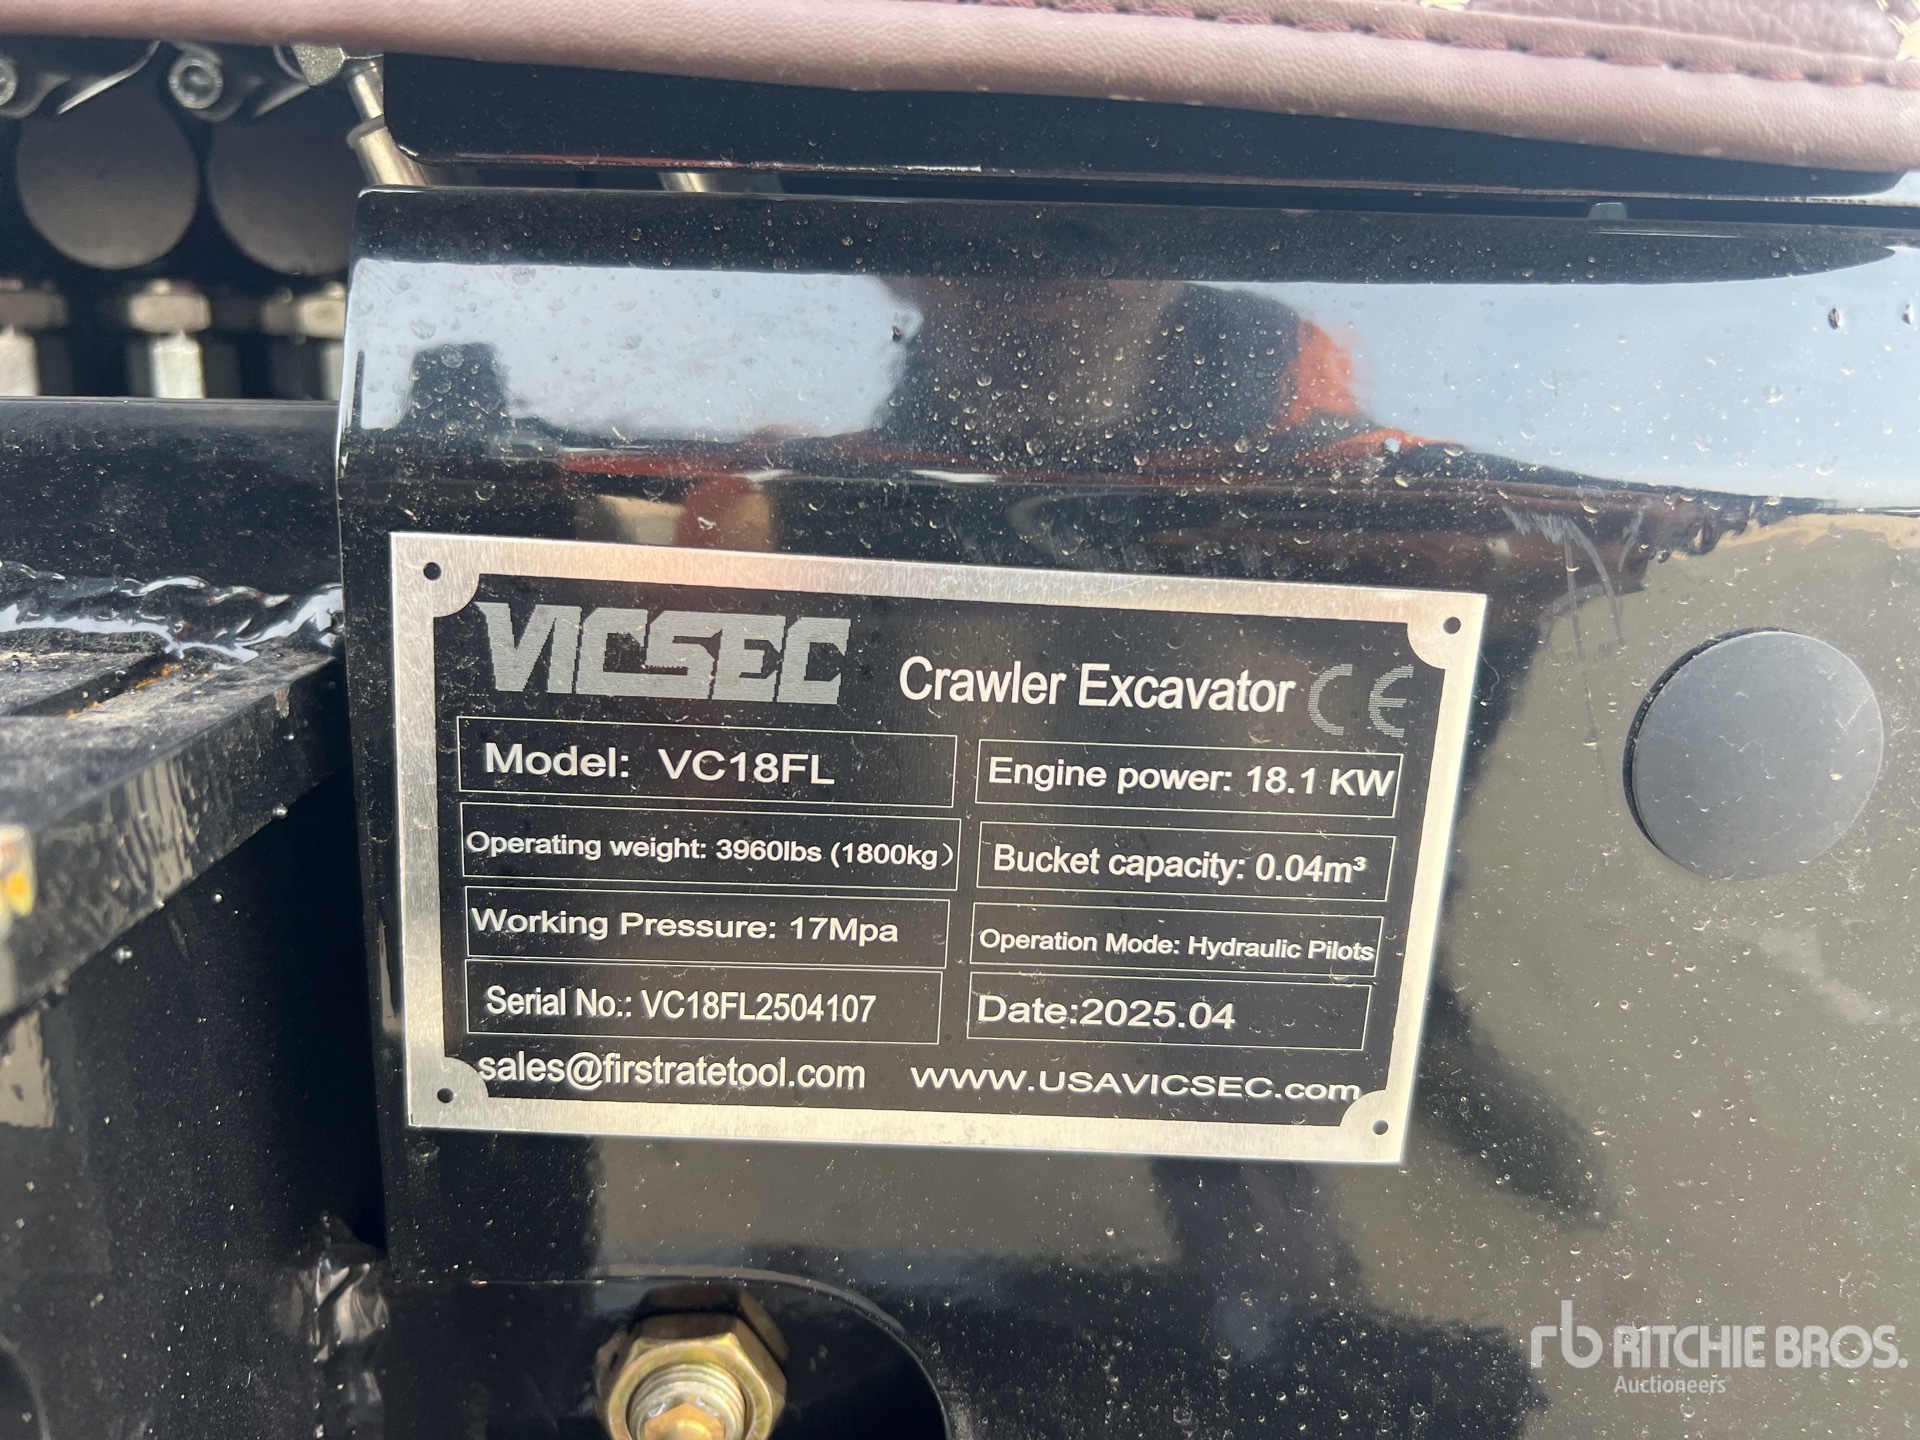 VICSEC
Crawler Excavator CE
Model: VC18FL
Engine power: 18.1 KW
Operating weight: 3960lbs (1800kg)
Bucket capacity: 0.04m³
Working Pressure: 17Mpa
Operation Mode: Hydraulic Pilots
Serial No.: VC18FL2504107
Date:2025.04
sales@firstratetool.com
WWW.USAVICSEC.com
rb RITCHIE BROS.
Auctioneers